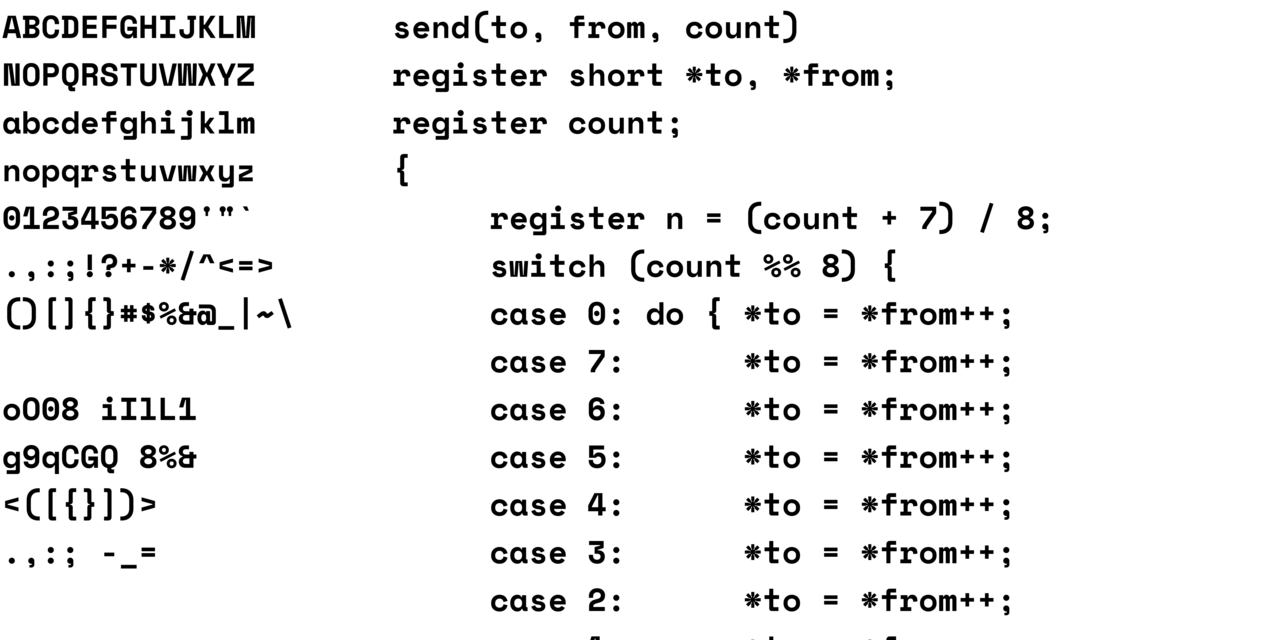 ABCDEFGHIJKLM
NOPQRSTUVWXYZ
abcdefghijklm
nopqrstuvwxyz
0123456789'"`
.,:;!?+-*/^<=>
()[]{}#$%&@_|~\
oO08 iIlL1
g9qCGQ 8%&
<([{}])>
.,:; -_=
send(to, from, count)
register short *to, *from;
register count;
{
    register n = (count + 7) / 8;
    switch (count %% 8) {
    case 0: do { *to = *from++;
    case 7:      *to = *from++;
    case 6:      *to = *from++;
    case 5:      *to = *from++;
    case 4:      *to = *from++;
    case 3:      *to = *from++;
    case 2:      *to = *from++;